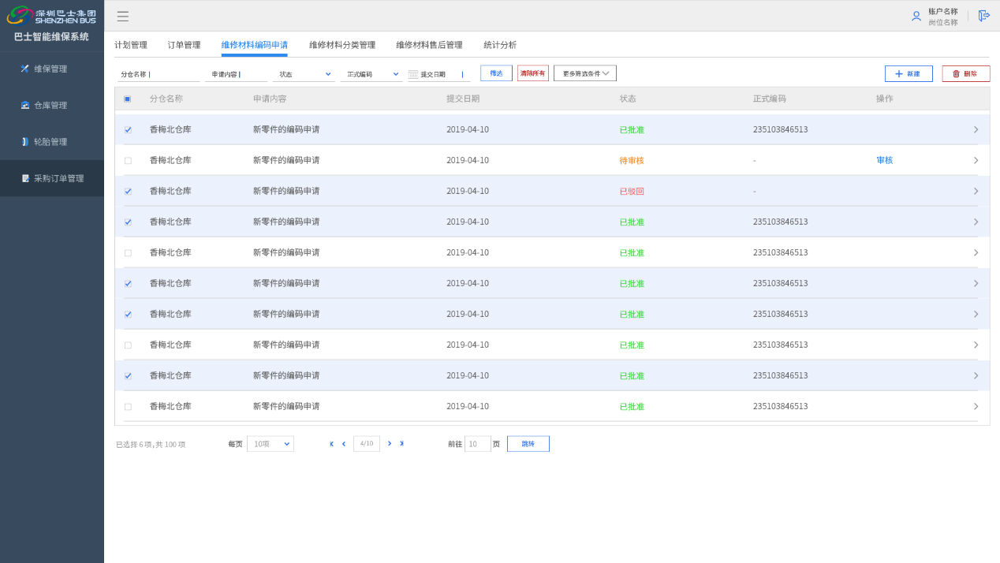 深圳巴士集团
SHENZHEN BUS
巴士智能维保系统
账户名称
岗位名称
维保管理
仓库管理
轮胎管理
采购订单管理
计划管理 订单管理 维修材料编码申请 维修材料分类管理 维修材料售后管理 统计分析
分仓名称 申请内容 状态 正式编码 提交日期 筛选 清除所有 更多筛选条件 新建 删除
分仓名称 申请内容 提交日期 状态 正式编码 操作
香梅北仓库 新零件的编码申请 2019-04-10 已批准 235103846513
香梅北仓库 新零件的编码申请 2019-04-10 待审核 - 审核
香梅北仓库 新零件的编码申请 2019-04-10 已驳回 -
香梅北仓库 新零件的编码申请 2019-04-10 已批准 235103846513
香梅北仓库 新零件的编码申请 2019-04-10 已批准 235103846513
香梅北仓库 新零件的编码申请 2019-04-10 已批准 235103846513
香梅北仓库 新零件的编码申请 2019-04-10 已批准 235103846513
香梅北仓库 新零件的编码申请 2019-04-10 已批准 235103846513
香梅北仓库 新零件的编码申请 2019-04-10 已批准 235103846513
香梅北仓库 新零件的编码申请 2019-04-10 已批准 235103846513
已选择 6 项 , 共 100 项 每页 10项 4/10 前往 10 页 跳转